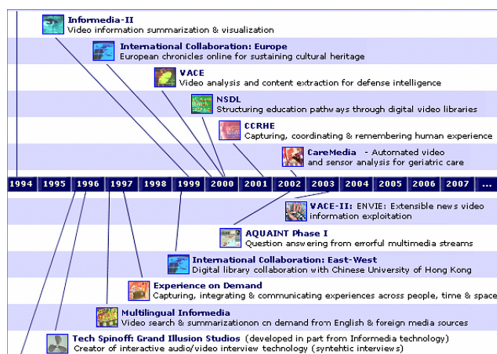 Informedia-II
Video information summarization & visualization
International Collaboration: Europe
European chronicles online for sustaining cultural heritage
VACE
Video analysis and content extraction for defense intelligence
NSDL
Structuring education pathways through digital video libraries
CCRHE
Capturing, coordinating & remembering human experience
CareMedia - Automated video
and sensor analysis for geriatric care
1994 1995 1996 1997 1998 1999 2000 2001 2002 2003 2004 2005 2006 2007 ...
VACE-II: ENVIE: Extensible news video
information exploitation
AQUAINT Phase I
Question answering from errorful multimedia streams
International Collaboration: East-West
Digital library collaboration with Chinese University of Hong Kong
Experience on Demand
Capturing, integrating & communicating experiences across people, time & space
Multilingual Informedia
Video search & summarization on demand from English & foreign media sources
Tech Spinoff: Grand Illusion Studios (developed in part from Informedia technology)
Creator of interactive audio/video interview technology (syntehtic interviews)